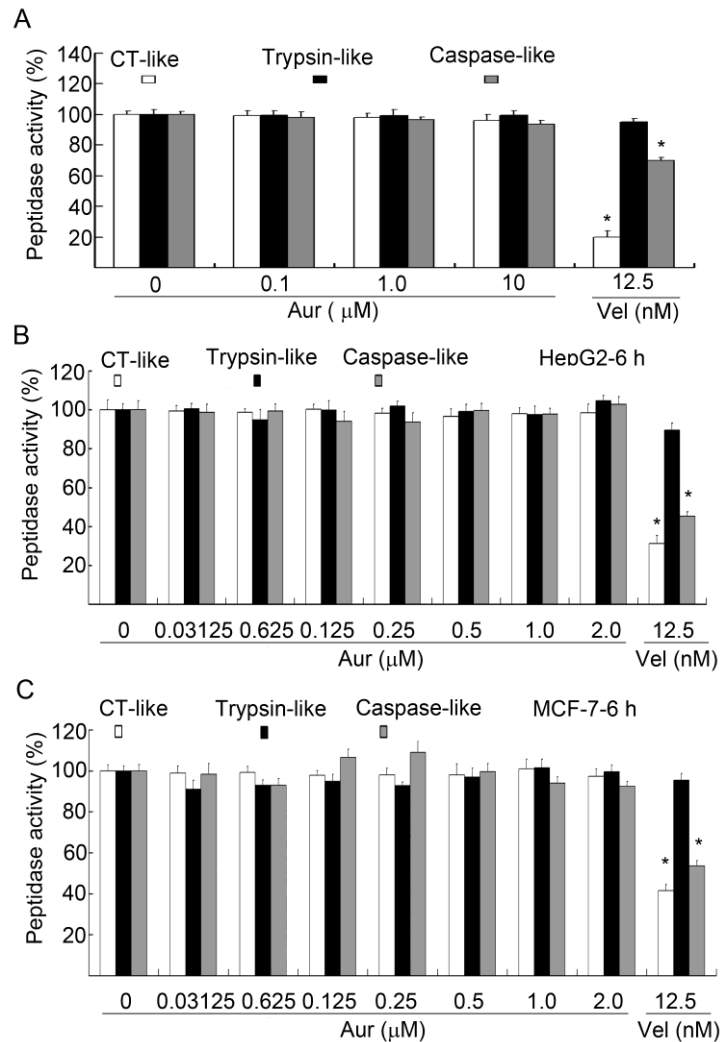 A
Peptidase activity (%)
140
120
100
80
60
40
20
CT-like Trypsin-like Caspase-like
*
*
0 0.1 1.0 10 12.5
Aur ( μM) Vel (nM)
B
Peptidase activity (%)
120
100
80
60
40
20
CT-like Trypsin-like Caspase-like HepG2-6 h
*
*
0 0.03125 0.625 0.125 0.25 0.5 1.0 2.0 12.5
Aur (μM) Vel (nM)
C
Peptidase activity (%)
120
100
80
60
40
20
CT-like Trypsin-like Caspase-like MCF-7-6 h
*
*
0 0.03125 0.625 0.125 0.25 0.5 1.0 2.0 12.5
Aur (μM) Vel (nM)